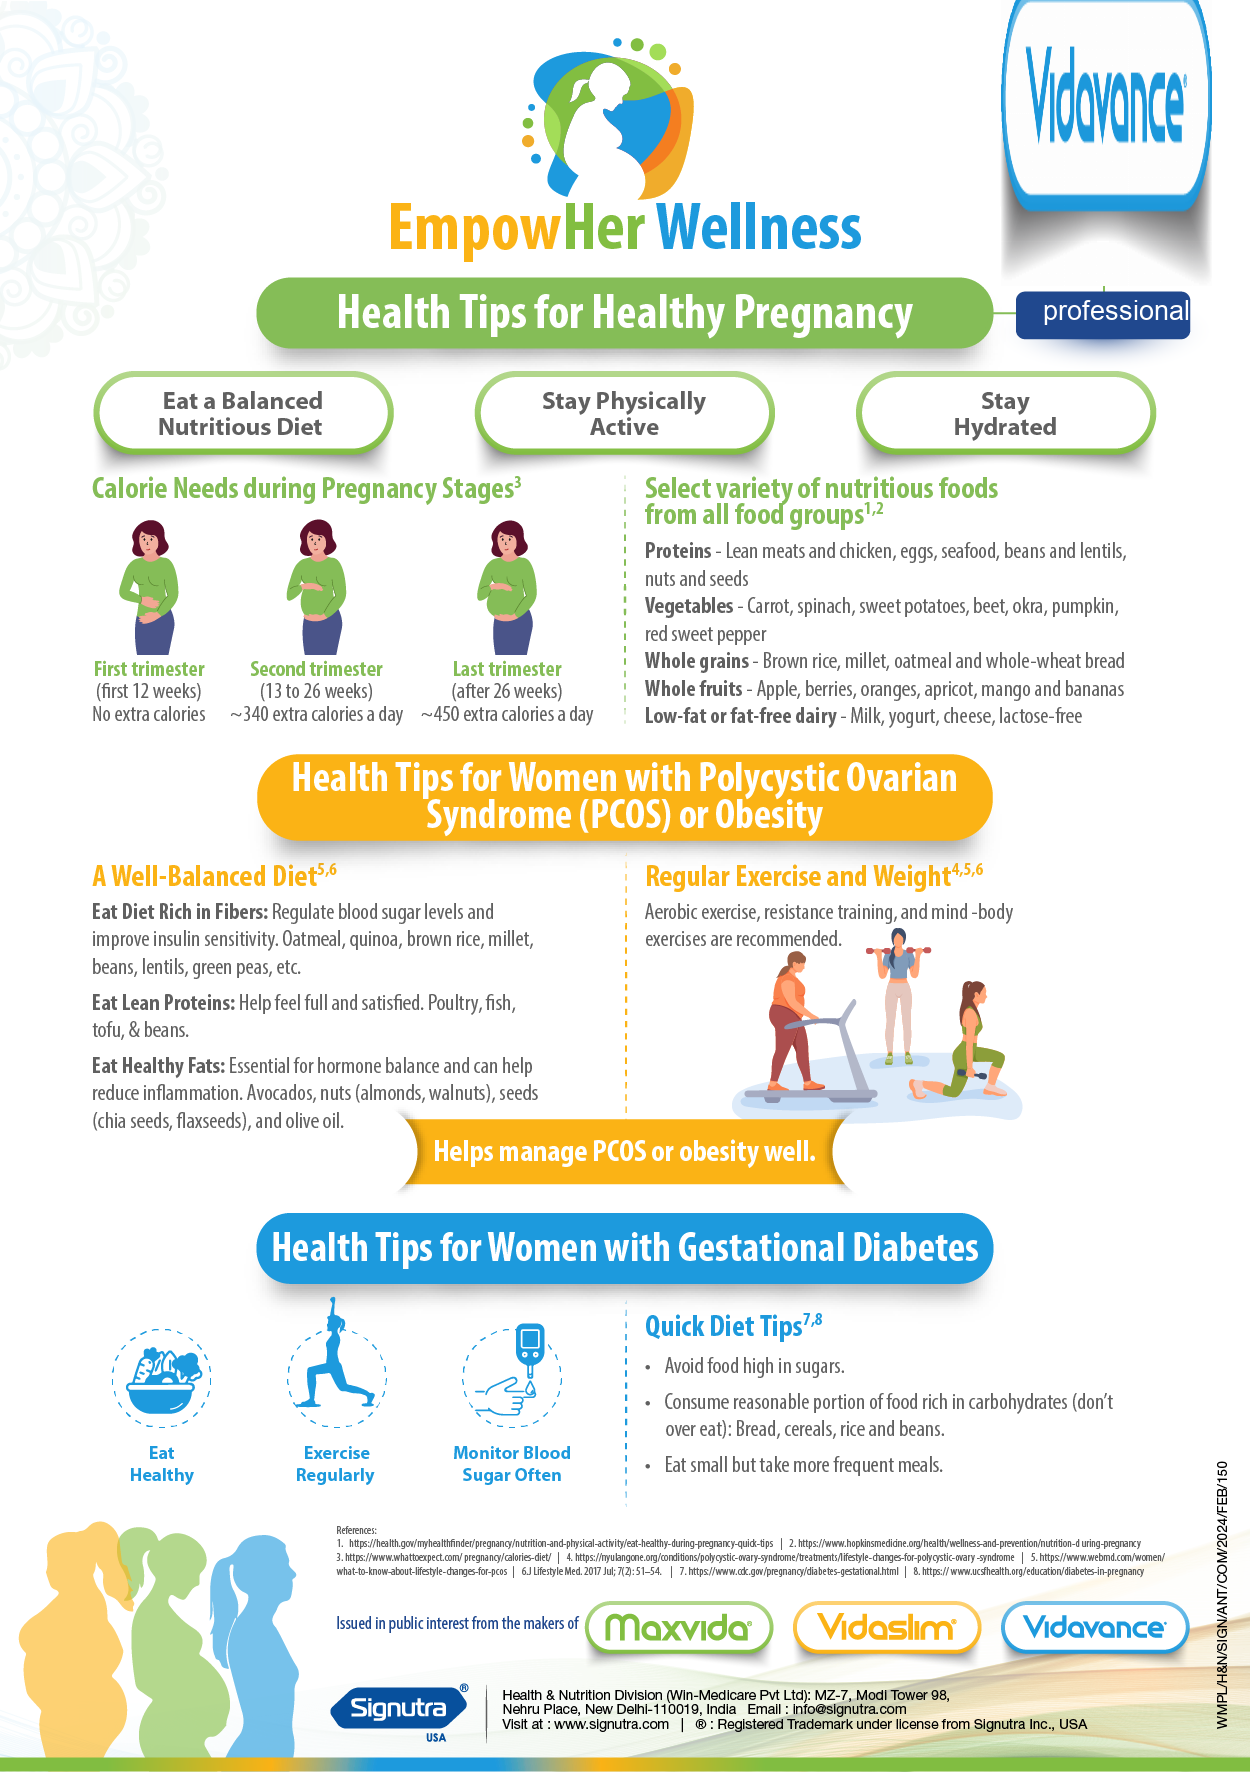 Vidavance®
EmpowHer Wellness
Health Tips for Healthy Pregnancy
professional
Eat a Balanced
Nutritious Diet
Stay Physically
Active
Stay
Hydrated
Calorie Needs during Pregnancy Stages3
First trimester
(first 12 weeks)
No extra calories
Second trimester
(13 to 26 weeks)
~340 extra calories a day
Last trimester
(after 26 weeks)
~450 extra calories a day
Select variety of nutritious foods
from all food groups1,2
Proteins - Lean meats and chicken, eggs, seafood, beans and lentils,
nuts and seeds
Vegetables - Carrot, spinach, sweet potatoes, beet, okra, pumpkin,
red sweet pepper
Whole grains - Brown rice, millet, oatmeal and whole-wheat bread
Whole fruits - Apple, berries, oranges, apricot, mango and bananas
Low-fat or fat-free dairy - Milk, yogurt, cheese, lactose-free
Health Tips for Women with Polycystic Ovarian
Syndrome (PCOS) or Obesity
A Well-Balanced Diet5,6
Eat Diet Rich in Fibers: Regulate blood sugar levels and
improve insulin sensitivity. Oatmeal, quinoa, brown rice, millet,
beans, lentils, green peas, etc.
Eat Lean Proteins: Help feel full and satisfied. Poultry, fish,
tofu, & beans.
Eat Healthy Fats: Essential for hormone balance and can help
reduce inflammation. Avocados, nuts (almonds, walnuts), seeds
(chia seeds, flaxseeds), and olive oil.
Regular Exercise and Weight4,5,6
Aerobic exercise, resistance training, and mind -body
exercises are recommended.
Helps manage PCOS or obesity well.
Health Tips for Women with Gestational Diabetes
Eat
Healthy
Exercise
Regularly
Monitor Blood
Sugar Often
Quick Diet Tips7,8
• Avoid food high in sugars.
• Consume reasonable portion of food rich in carbohydrates (don't
over eat): Bread, cereals, rice and beans.
• Eat small but take more frequent meals.
References:
1. https://health.gov/myhealthfinder/pregnancy/nutrition-and-physical-activity/eat-healthy-during-pregnancy-quick-tips | 2. https://www.hopkinsmedicine.org/health/wellness-and-prevention/nutrition-d uring-pregnancy
3. https://www.whattoexpect.com/ pregnancy/calories-diet/ | 4. https://nyulangone.org/conditions/polycystic-ovary-syndrome/treatments/lifestyle-changes-for-polycystic-ovary -syndrome | 5. https://www.webmd.com/women/
what-to-know-about-lifestyle-changes-for-pcos | 6.J Lifestyle Med. 2017 Jul; 7(2): 51–54. | 7. https://www.cdc.gov/pregnancy/diabetes-gestational.html | 8. https:// www.ucsfhealth.org/education/diabetes-in-pregnancy
Issued in public interest from the makers of
Maxvida®
Vidaslim®
Vidavance®
Signutra®
USA
Health & Nutrition Division (Win-Medicare Pvt Ltd): MZ-7, Modi Tower 98,
Nehru Place, New Delhi-110019, India Email : info@signutra.com
Visit at : www.signutra.com | ® : Registered Trademark under license from Signutra Inc., USA
WMPL/H&N/SIGN/ANT/COM/2024/FEB/150